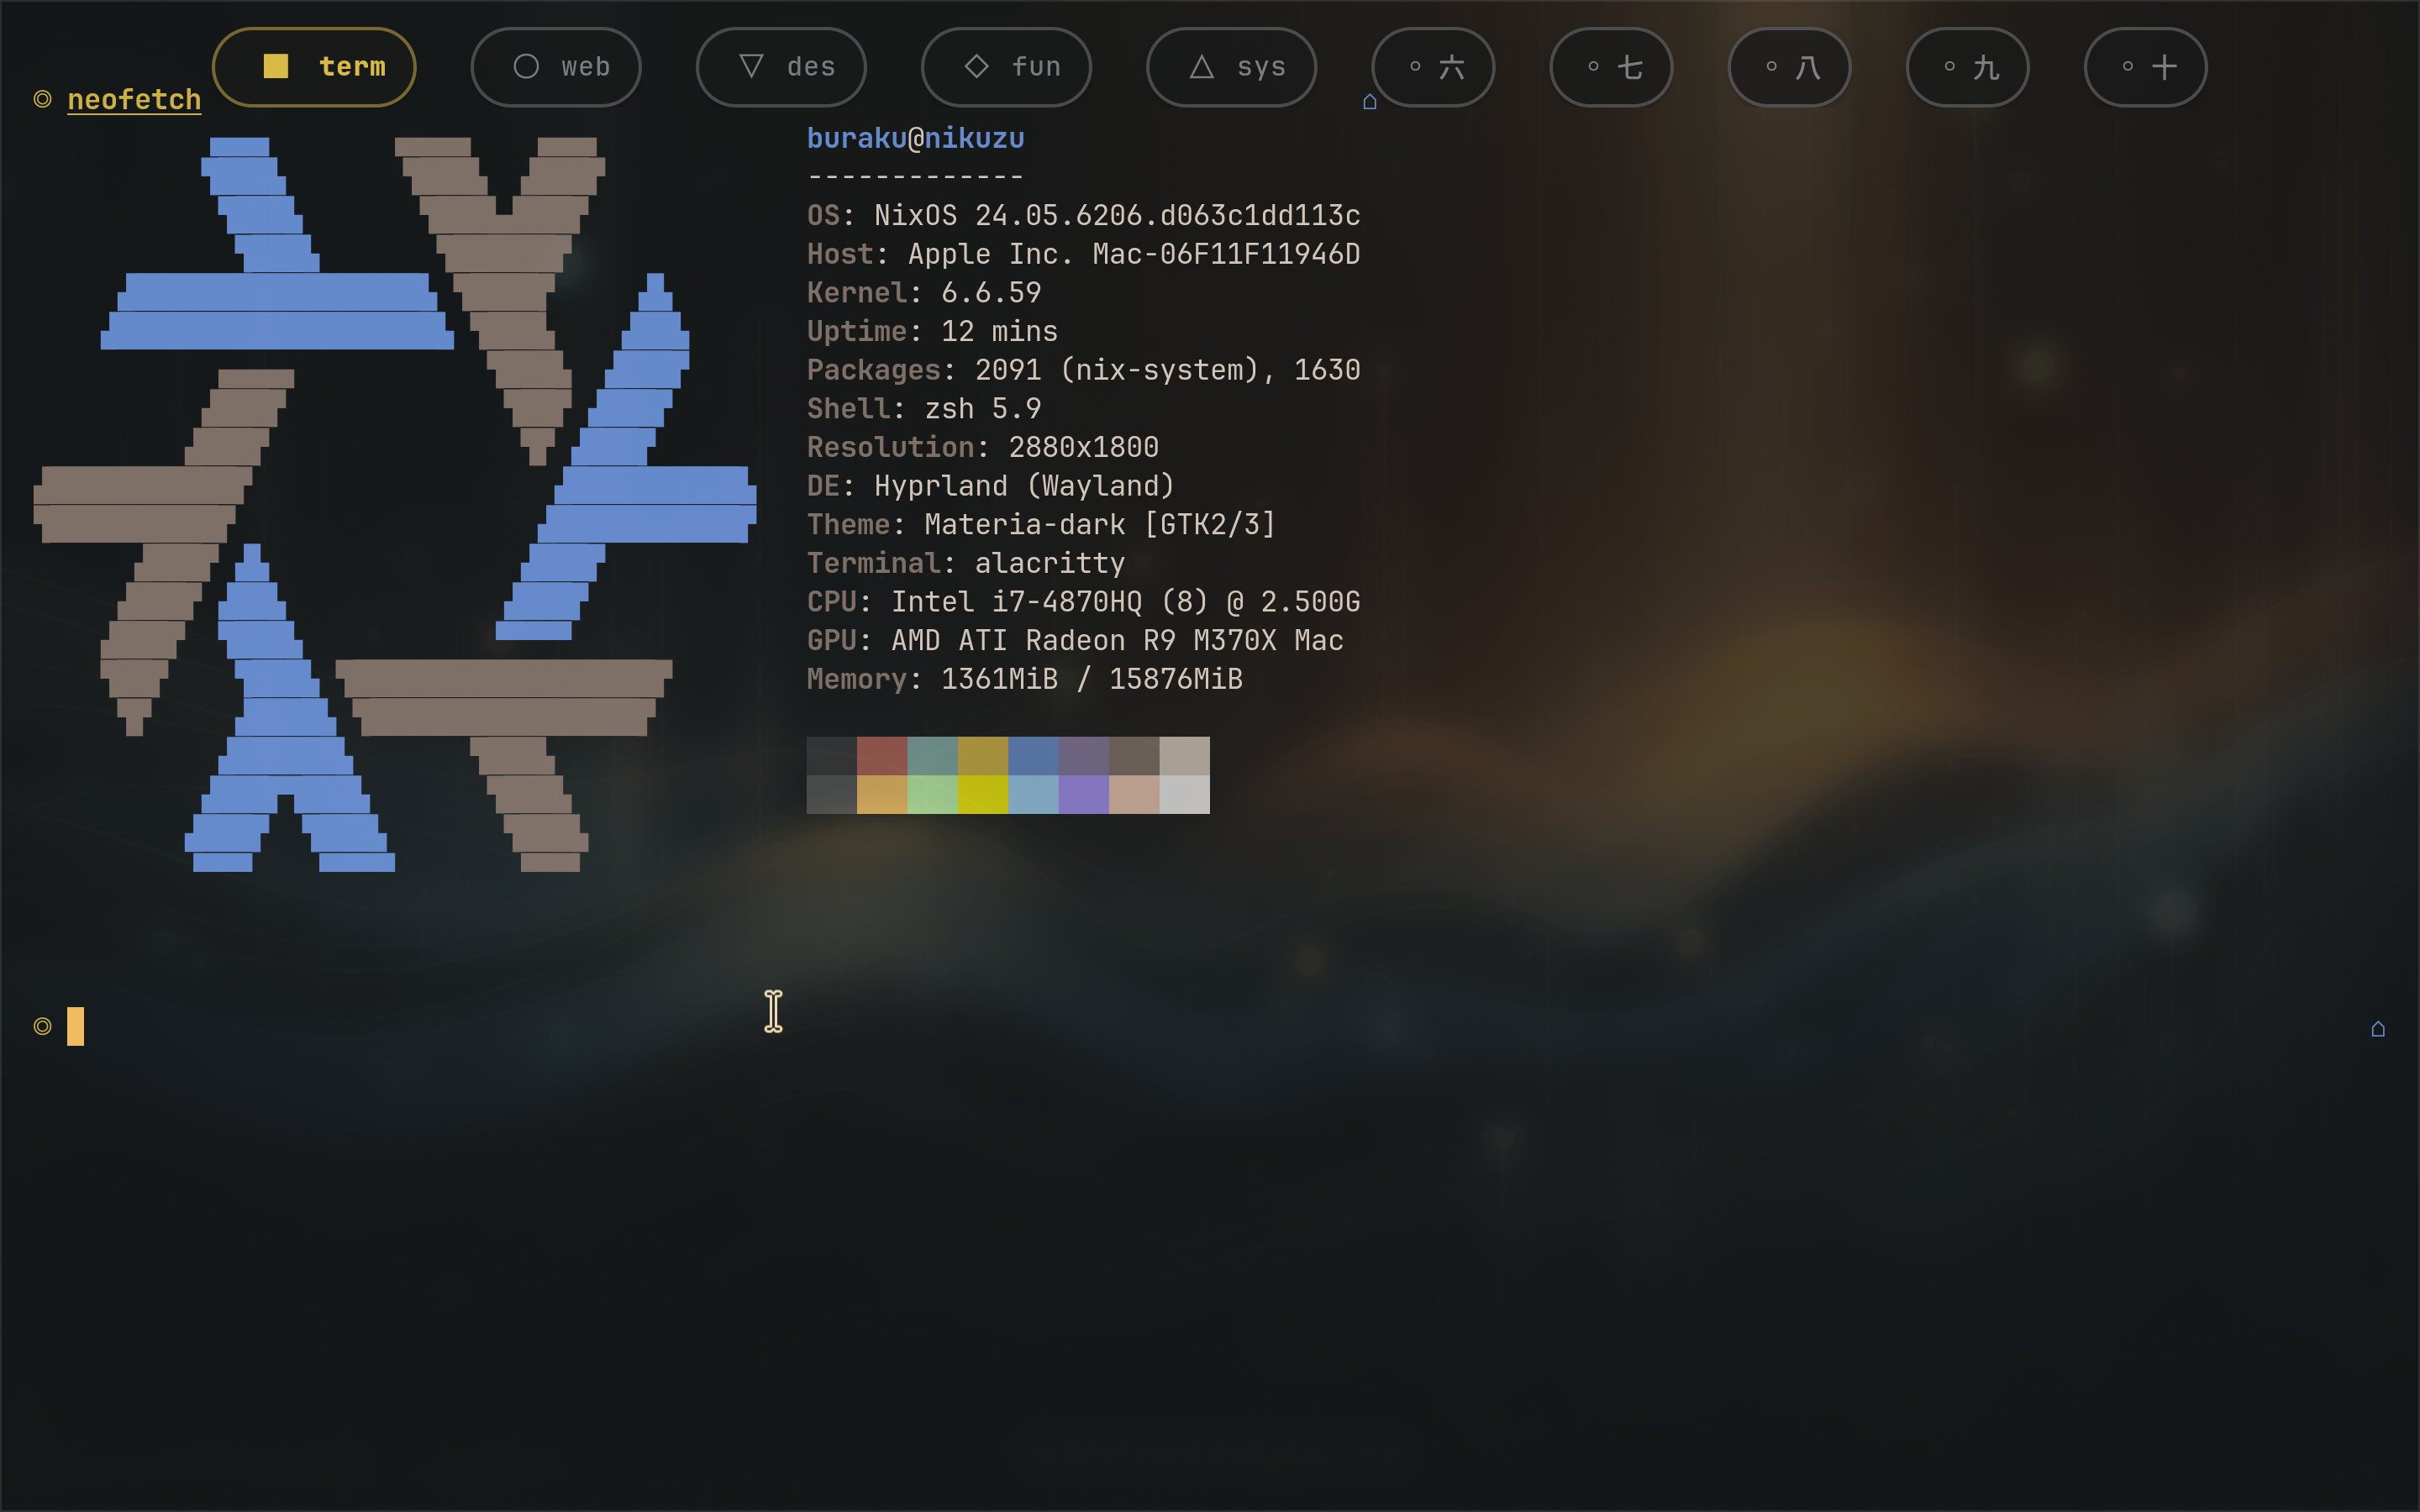 term web des fun sys 六 七 八 九 十
neofetch
buraku@nikuzu
-------------
OS: NixOS 24.05.6206.d063c1dd113c
Host: Apple Inc. Mac-06F11F11946D
Kernel: 6.6.59
Uptime: 12 mins
Packages: 2091 (nix-system), 1630
Shell: zsh 5.9
Resolution: 2880x1800
DE: Hyprland (Wayland)
Theme: Materia-dark [GTK2/3]
Terminal: alacritty
CPU: Intel i7-4870HQ (8) @ 2.500G
GPU: AMD ATI Radeon R9 M370X Mac
Memory: 1361MiB / 15876MiB